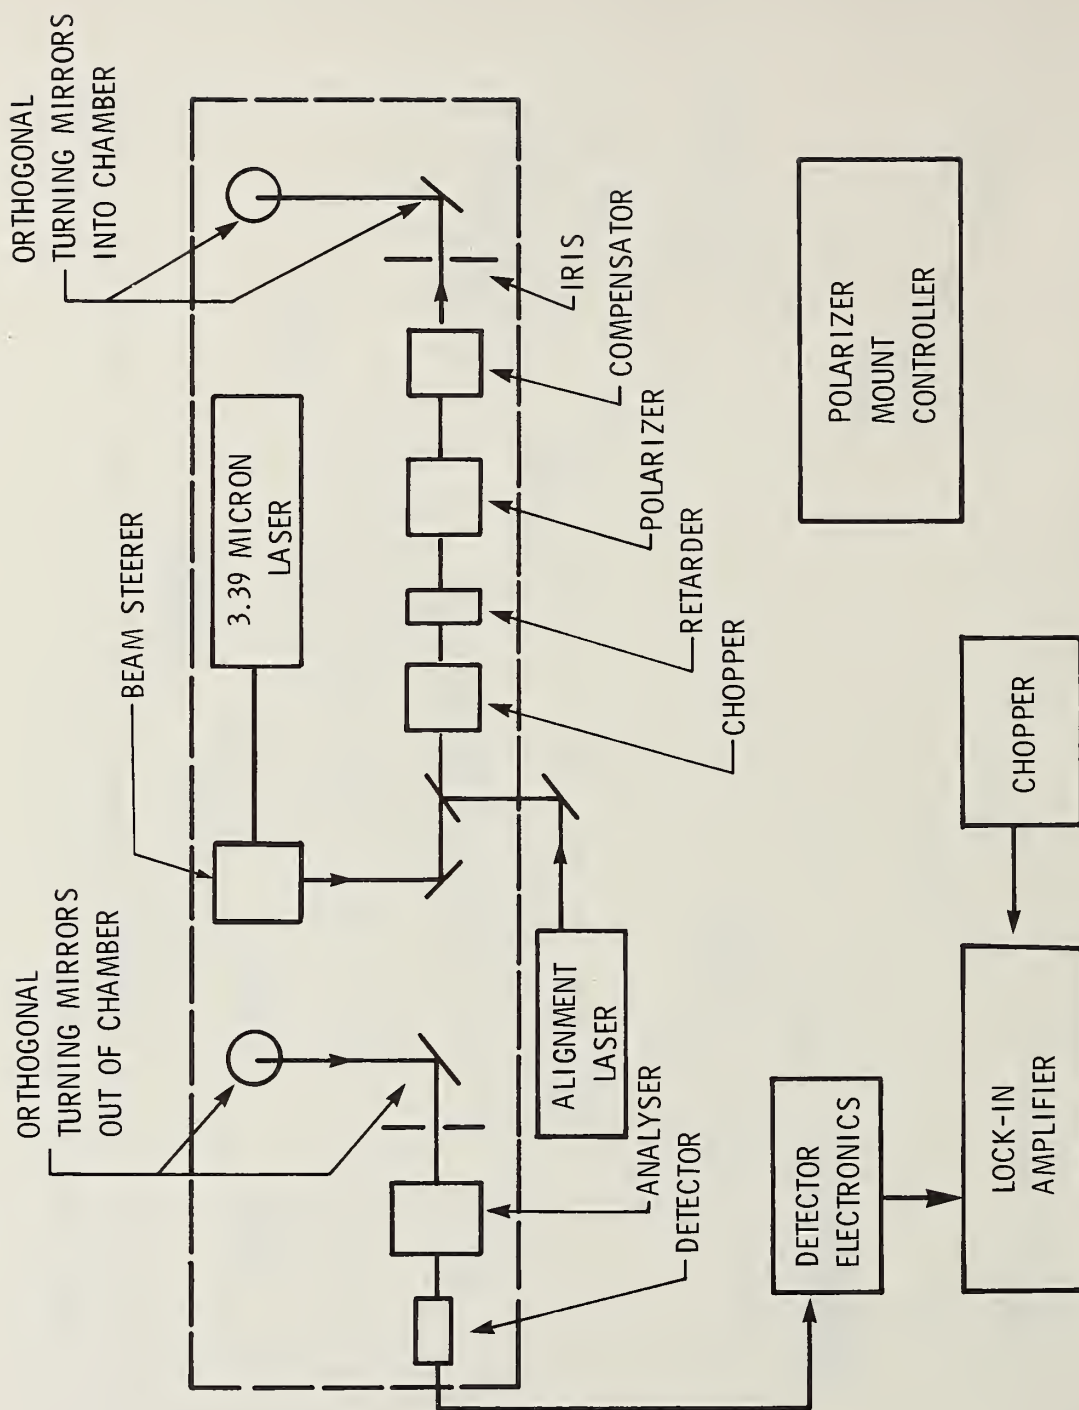 ORTHOGONAL
TURNING MIRRORS
OUT OF CHAMBER
BEAM STEERER
ORTHOGONAL
TURNING MIRRORS
INTO CHAMBER
3.39 MICRON
LASER
IRIS
COMPENSATOR
POLARIZER
RETARDER
CHOPPER
ALIGNMENT
LASER
ANALYSER
DETECTOR
DETECTOR
ELECTRONICS
LOCK-IN
AMPLIFIER
CHOPPER
POLARIZER
MOUNT
CONTROLLER